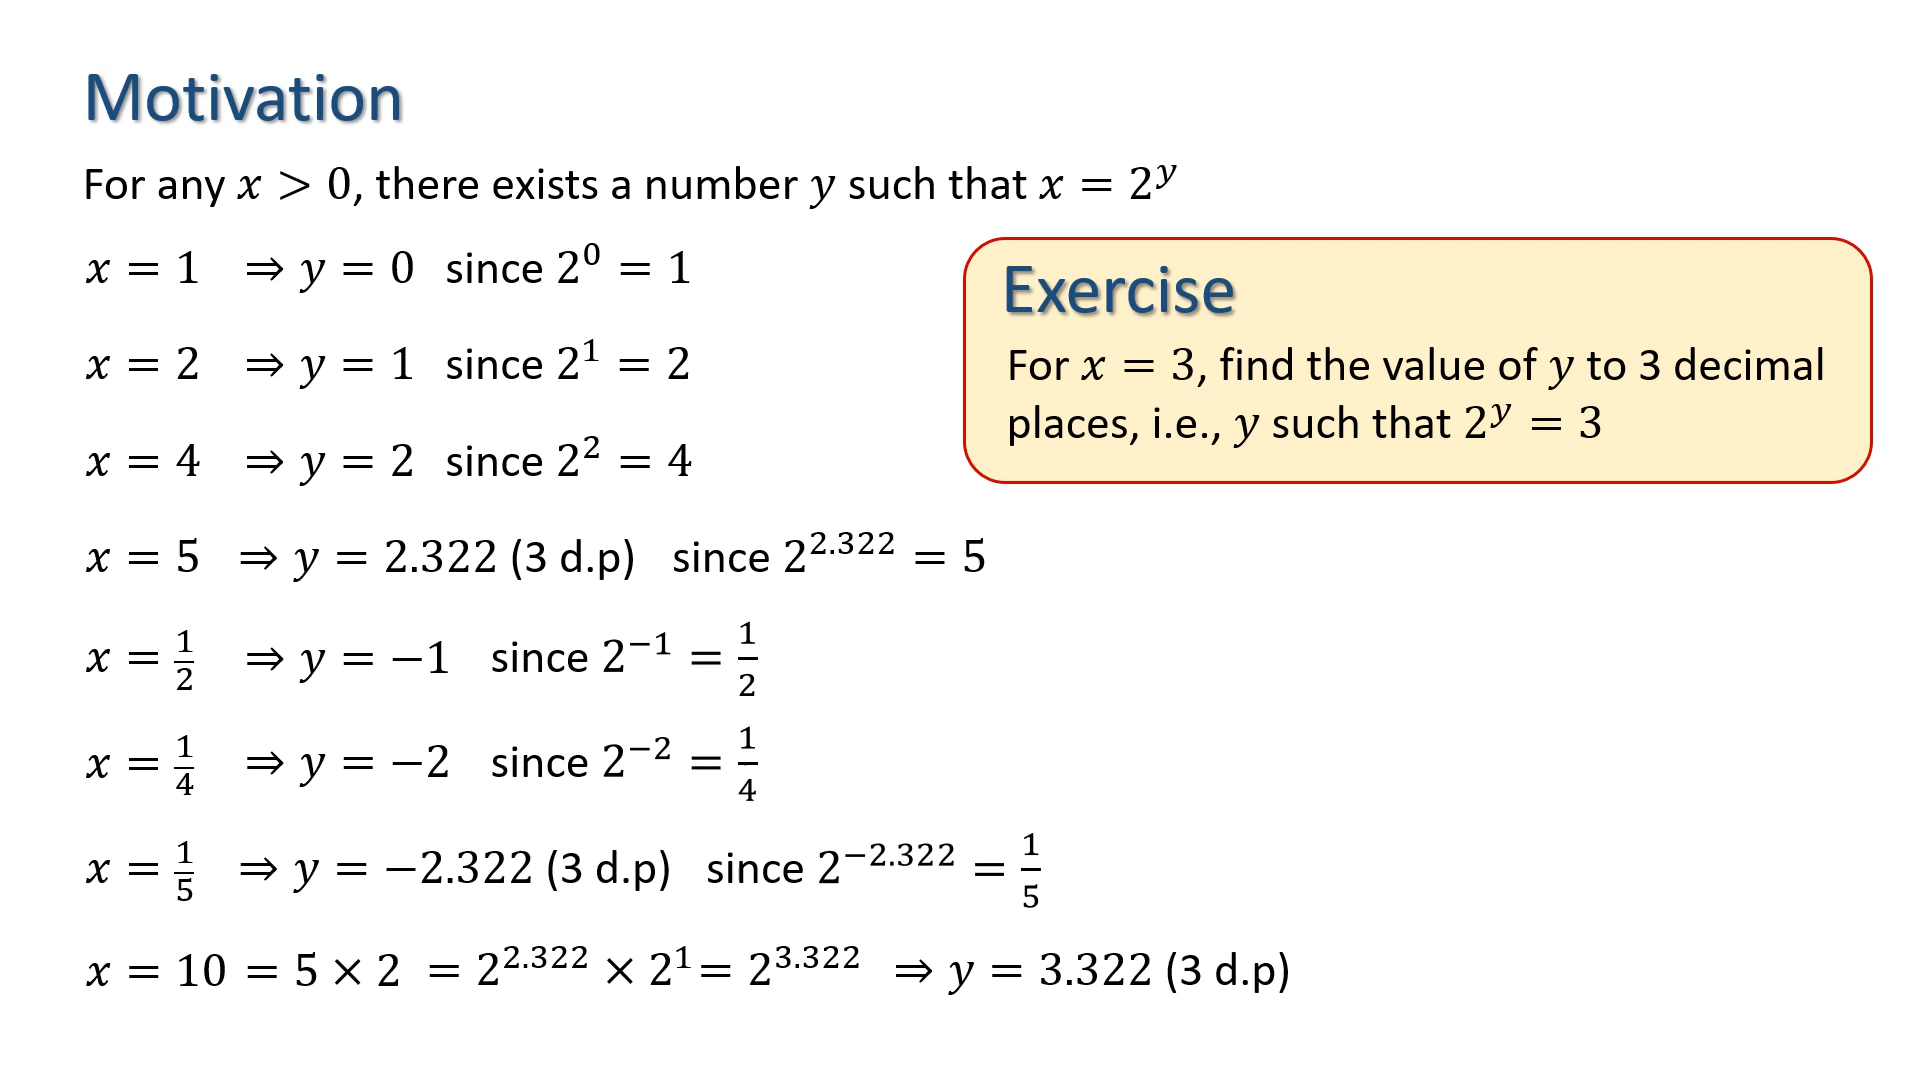 Motivation
For any 𝑥 > 0, there exists a number 𝑦 such that 𝑥 = 2^𝑦
𝑥 = 1 ⇒ 𝑦 = 0 since 2^0 = 1
𝑥 = 2 ⇒ 𝑦 = 1 since 2^1 = 2
𝑥 = 4 ⇒ 𝑦 = 2 since 2^2 = 4
𝑥 = 5 ⇒ 𝑦 = 2.322 (3 d.p) since 2^2.322 = 5
𝑥 = 1/2 ⇒ 𝑦 = −1 since 2^−1 = 1/2
𝑥 = 1/4 ⇒ 𝑦 = −2 since 2^−2 = 1/4
𝑥 = 1/5 ⇒ 𝑦 = −2.322 (3 d.p) since 2^−2.322 = 1/5
𝑥 = 10 = 5 × 2 = 2^2.322 × 2^1 = 2^3.322 ⇒ 𝑦 = 3.322 (3 d.p)
Exercise
For 𝑥 = 3, find the value of 𝑦 to 3 decimal
places, i.e., 𝑦 such that 2^𝑦 = 3